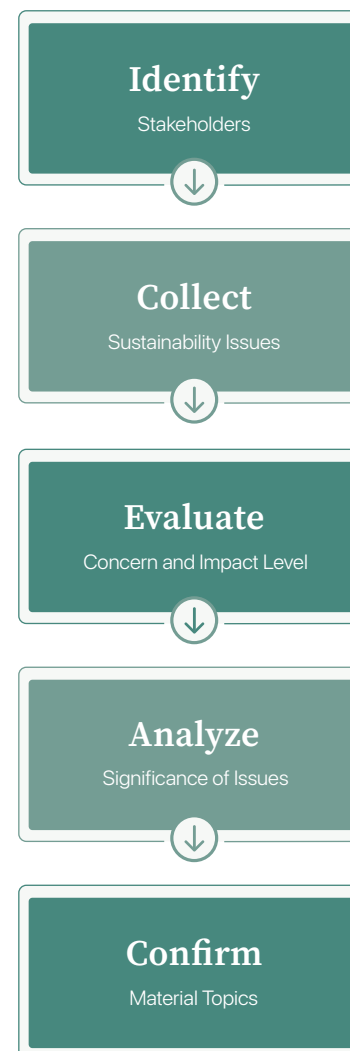 Identify
Stakeholders
Collect
Sustainability Issues
Evaluate
Concern and Impact Level
Analyze
Significance of Issues
Confirm
Material Topics